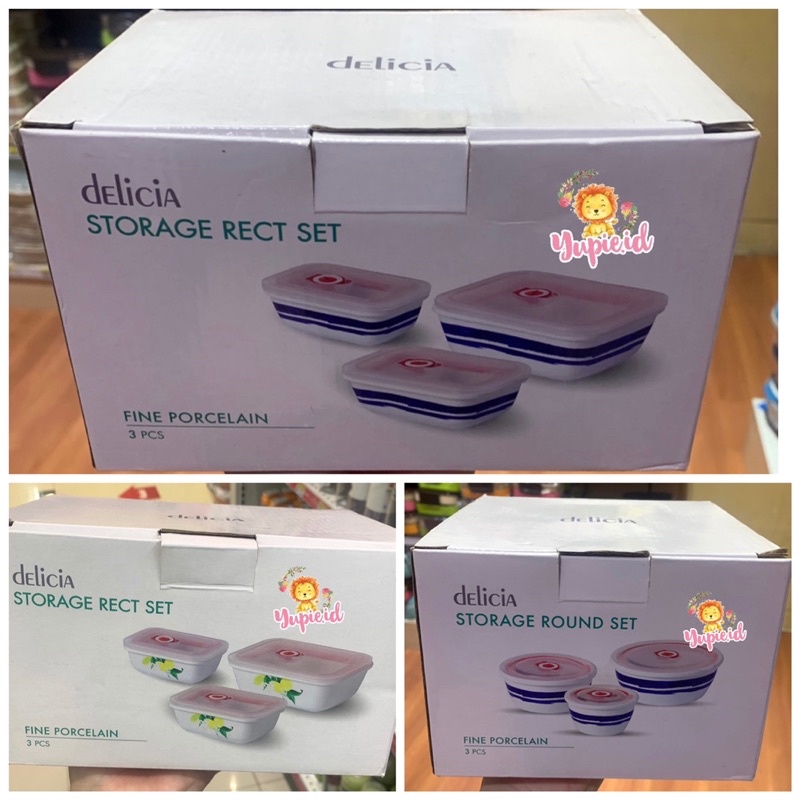 deLiciA
deLiciA
STORAGE RECT SET
Yupie.id
FINE PORCELAIN
3 PCS
deLiciA
deLiciA
STORAGE RECT SET
Yupie.id
FINE PORCELAIN
3 PCS
deLiciA
deLiciA
STORAGE ROUND SET
Yupie.id
FINE PORCELAIN
3 PCS